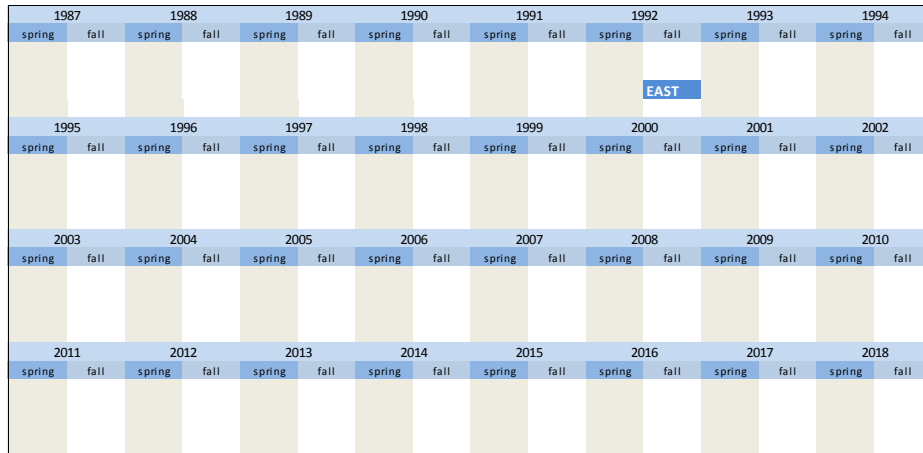 1987 1988 1989 1990 1991 1992 1993 1994
spring fall spring fall spring fall spring fall spring fall spring fall spring fall spring fall
EAST
1995 1996 1997 1998 1999 2000 2001 2002
spring fall spring fall spring fall spring fall spring fall spring fall spring fall spring fall
2003 2004 2005 2006 2007 2008 2009 2010
spring fall spring fall spring fall spring fall spring fall spring fall spring fall spring fall
2011 2012 2013 2014 2015 2016 2017 2018
spring fall spring fall spring fall spring fall spring fall spring fall spring fall spring fall